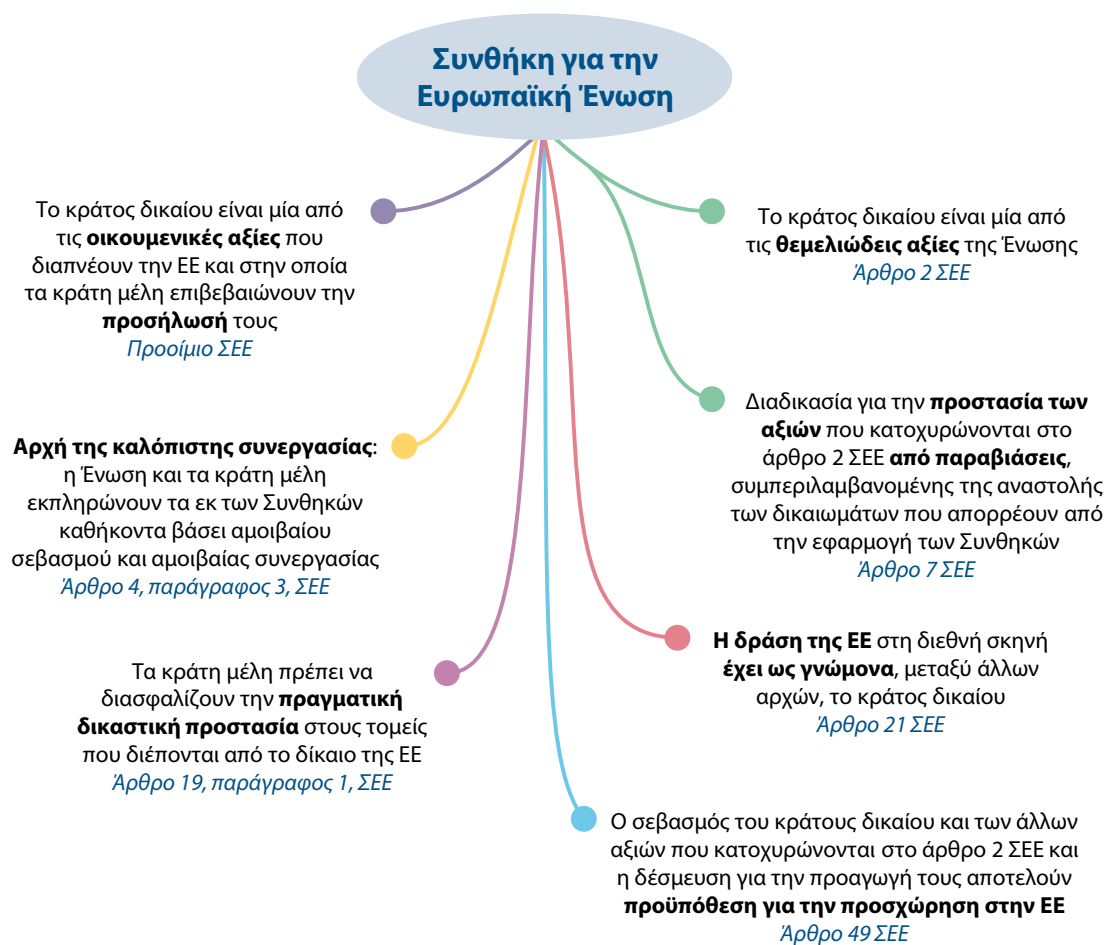 Συνθήκη για την
Ευρωπαϊκή Ένωση
Το κράτος δικαίου είναι μία από
τις οικουμενικές αξίες που
διαπνέουν την ΕΕ και στην οποία
τα κράτη μέλη επιβεβαιώνουν την
προσήλωσή τους
Προοίμιο ΣΕΕ
Το κράτος δικαίου είναι μία από
τις θεμελιώδεις αξίες της Ένωσης
Άρθρο 2 ΣΕΕ
Αρχή της καλόπιστης συνεργασίας:
η Ένωση και τα κράτη μέλη
εκπληρώνουν τα εκ των Συνθηκών
καθήκοντα βάσει αμοιβαίου
σεβασμού και αμοιβαίας συνεργασίας
Άρθρο 4, παράγραφος 3, ΣΕΕ
Διαδικασία για την προστασία των
αξιών που κατοχυρώνονται στο
άρθρο 2 ΣΕΕ από παραβιάσεις,
συμπεριλαμβανομένης της αναστολής
των δικαιωμάτων που απορρέουν από
την εφαρμογή των Συνθηκών
Άρθρο 7 ΣΕΕ
Τα κράτη μέλη πρέπει να
διασφαλίζουν την πραγματική
δικαστική προστασία στους τομείς
που διέπονται από το δίκαιο της ΕΕ
Άρθρο 19, παράγραφος 1, ΣΕΕ
Η δράση της ΕΕ στη διεθνή σκηνή
έχει ως γνώμονα, μεταξύ άλλων
αρχών, το κράτος δικαίου
Άρθρο 21 ΣΕΕ
Ο σεβασμός του κράτους δικαίου και των άλλων
αξιών που κατοχυρώνονται στο άρθρο 2 ΣΕΕ και
η δέσμευση για την προαγωγή τους αποτελούν
προϋπόθεση για την προσχώρηση στην ΕΕ
Άρθρο 49 ΣΕΕ